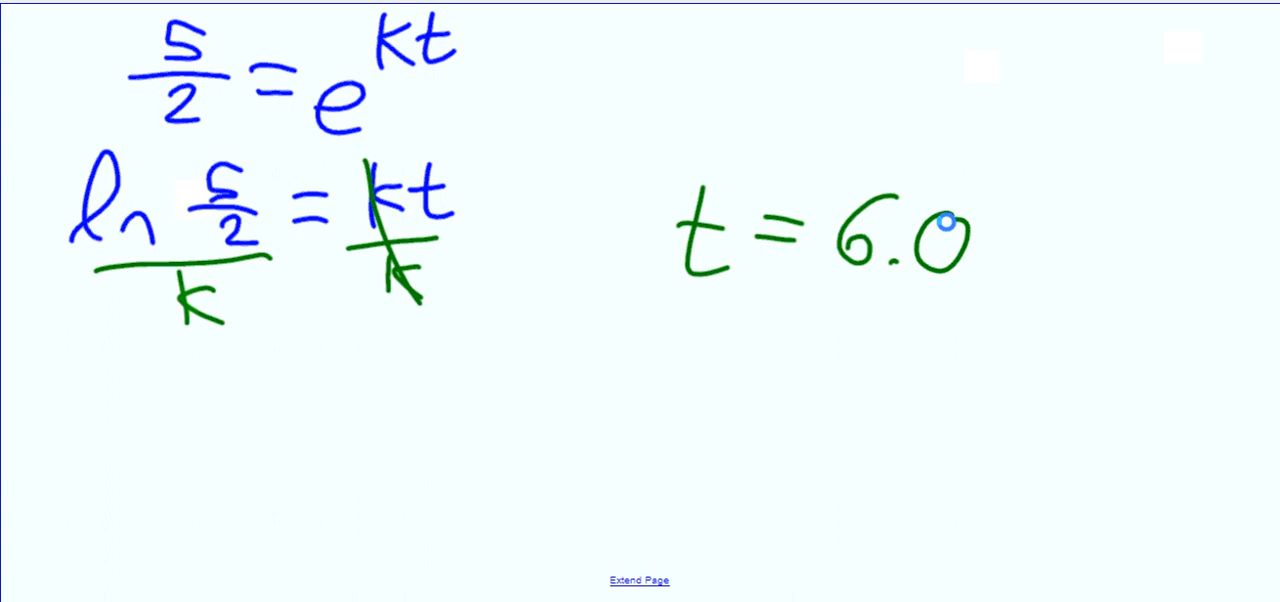 5/2 = e^kt
ln 5/2 = kt
k k
t = 6.0
Extend Page